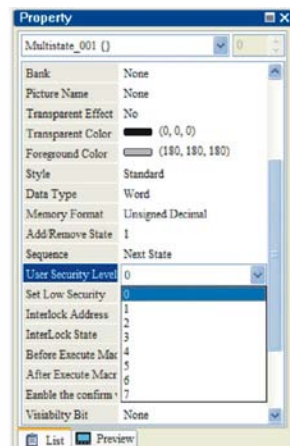 Property
Multistate_001 {} 0
Bank None
Picture Name None
Transparent Effect No
Transparent Color (0, 0, 0)
Foreground Color (180, 180, 180)
Style Standard
Data Type Word
Memory Format Unsigned Decimal
Add/Remove State 1
Sequence Next State
User Security Level 0
Set Low Security 0
Interlock Address 1
2
InterLock State 3
Before Execute Mac 4
5
After Execute Macr 6
Eanble the confirm 7
Visiabilty Bit None
List Preview